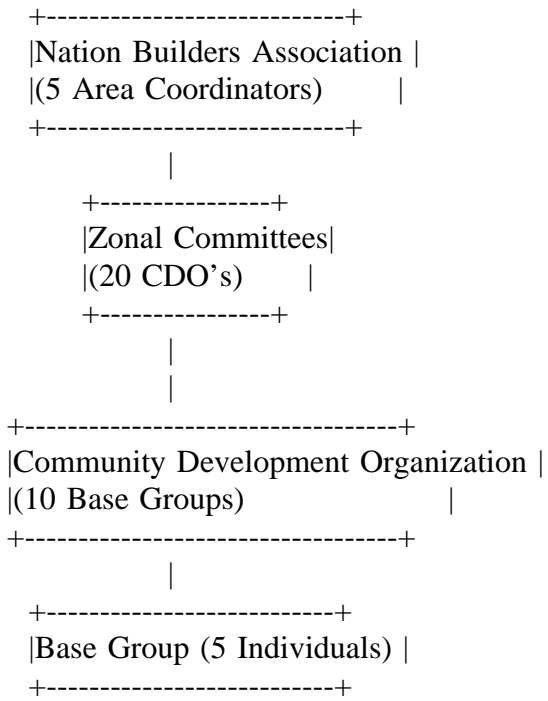 +----------------------------+
|Nation Builders Association |
|(5 Area Coordinators) |
+----------------------------+
|
+----------------+
|Zonal Committees|
|(20 CDO’s) |
+----------------+
|
|
+-----------------------------------+
|Community Development Organization |
|(10 Base Groups) |
+-----------------------------------+
|
+---------------------------+
|Base Group (5 Individuals) |
+---------------------------+